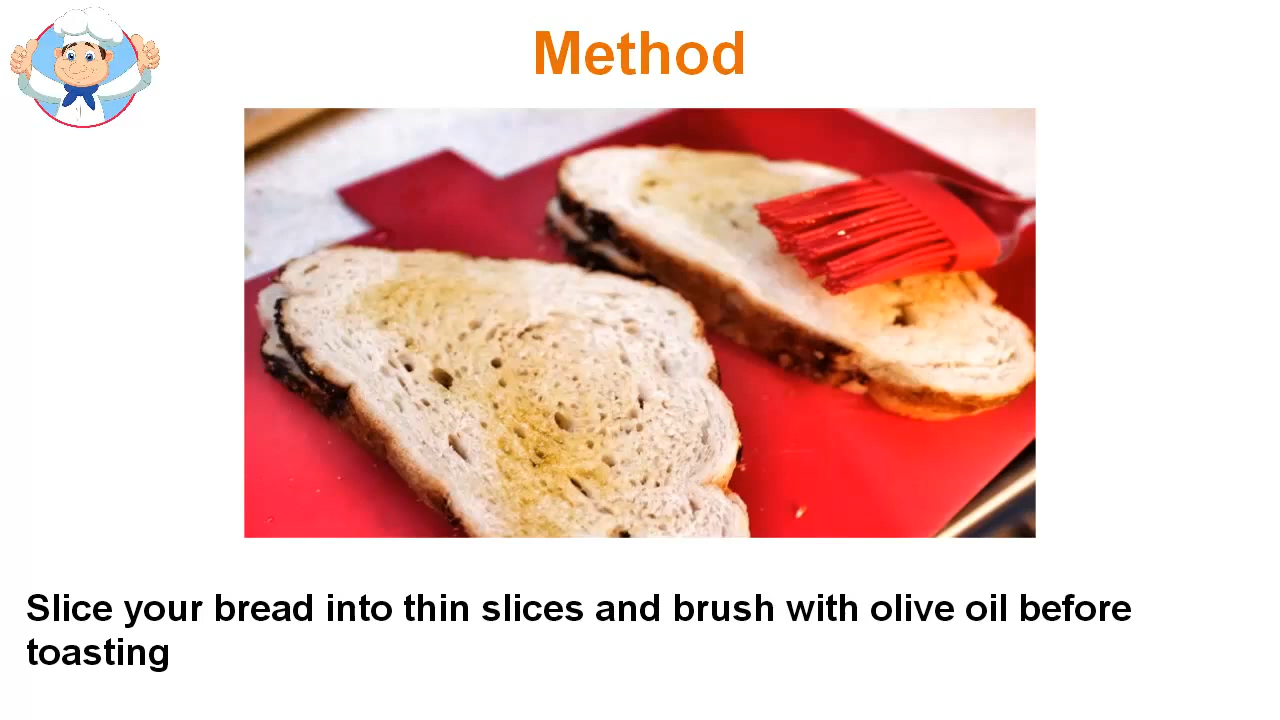 Method
Slice your bread into thin slices and brush with olive oil before
toasting